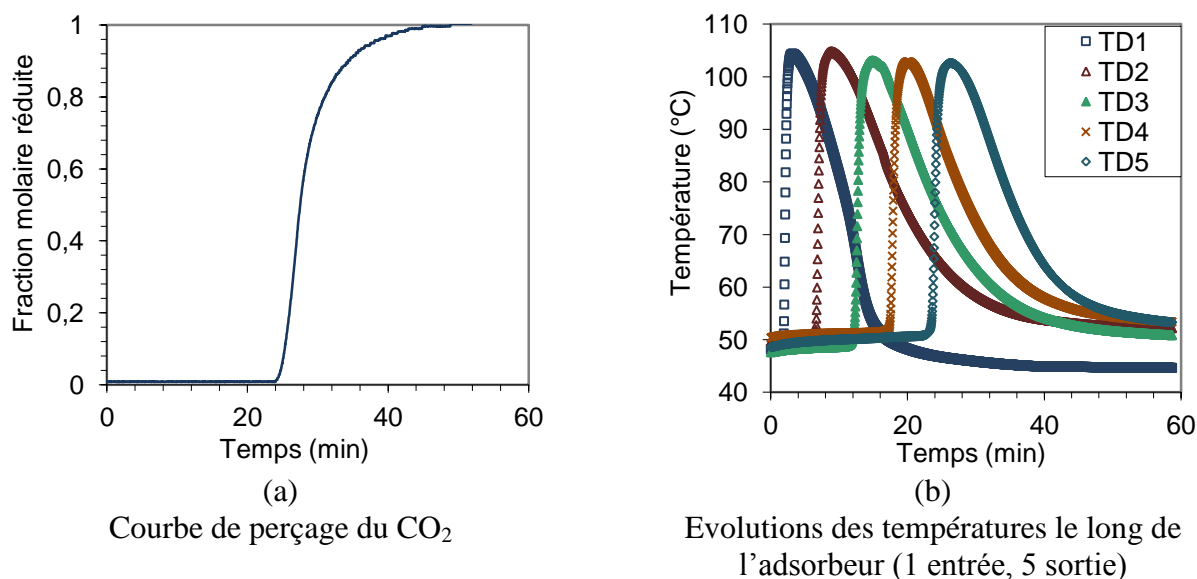 1
0,8
0,6
0,4
0,2
0
0 20 40 60
Fraction molaire réduite
Temps (min)
(a)
Courbe de perçage du CO₂
110
100
90
80
70
60
50
40
0 20 40 60
Température (°C)
Temps (min)
TD1
TD2
TD3
TD4
TD5
(b)
Evolutions des températures le long de
l’adsorbeur (1 entrée, 5 sortie)